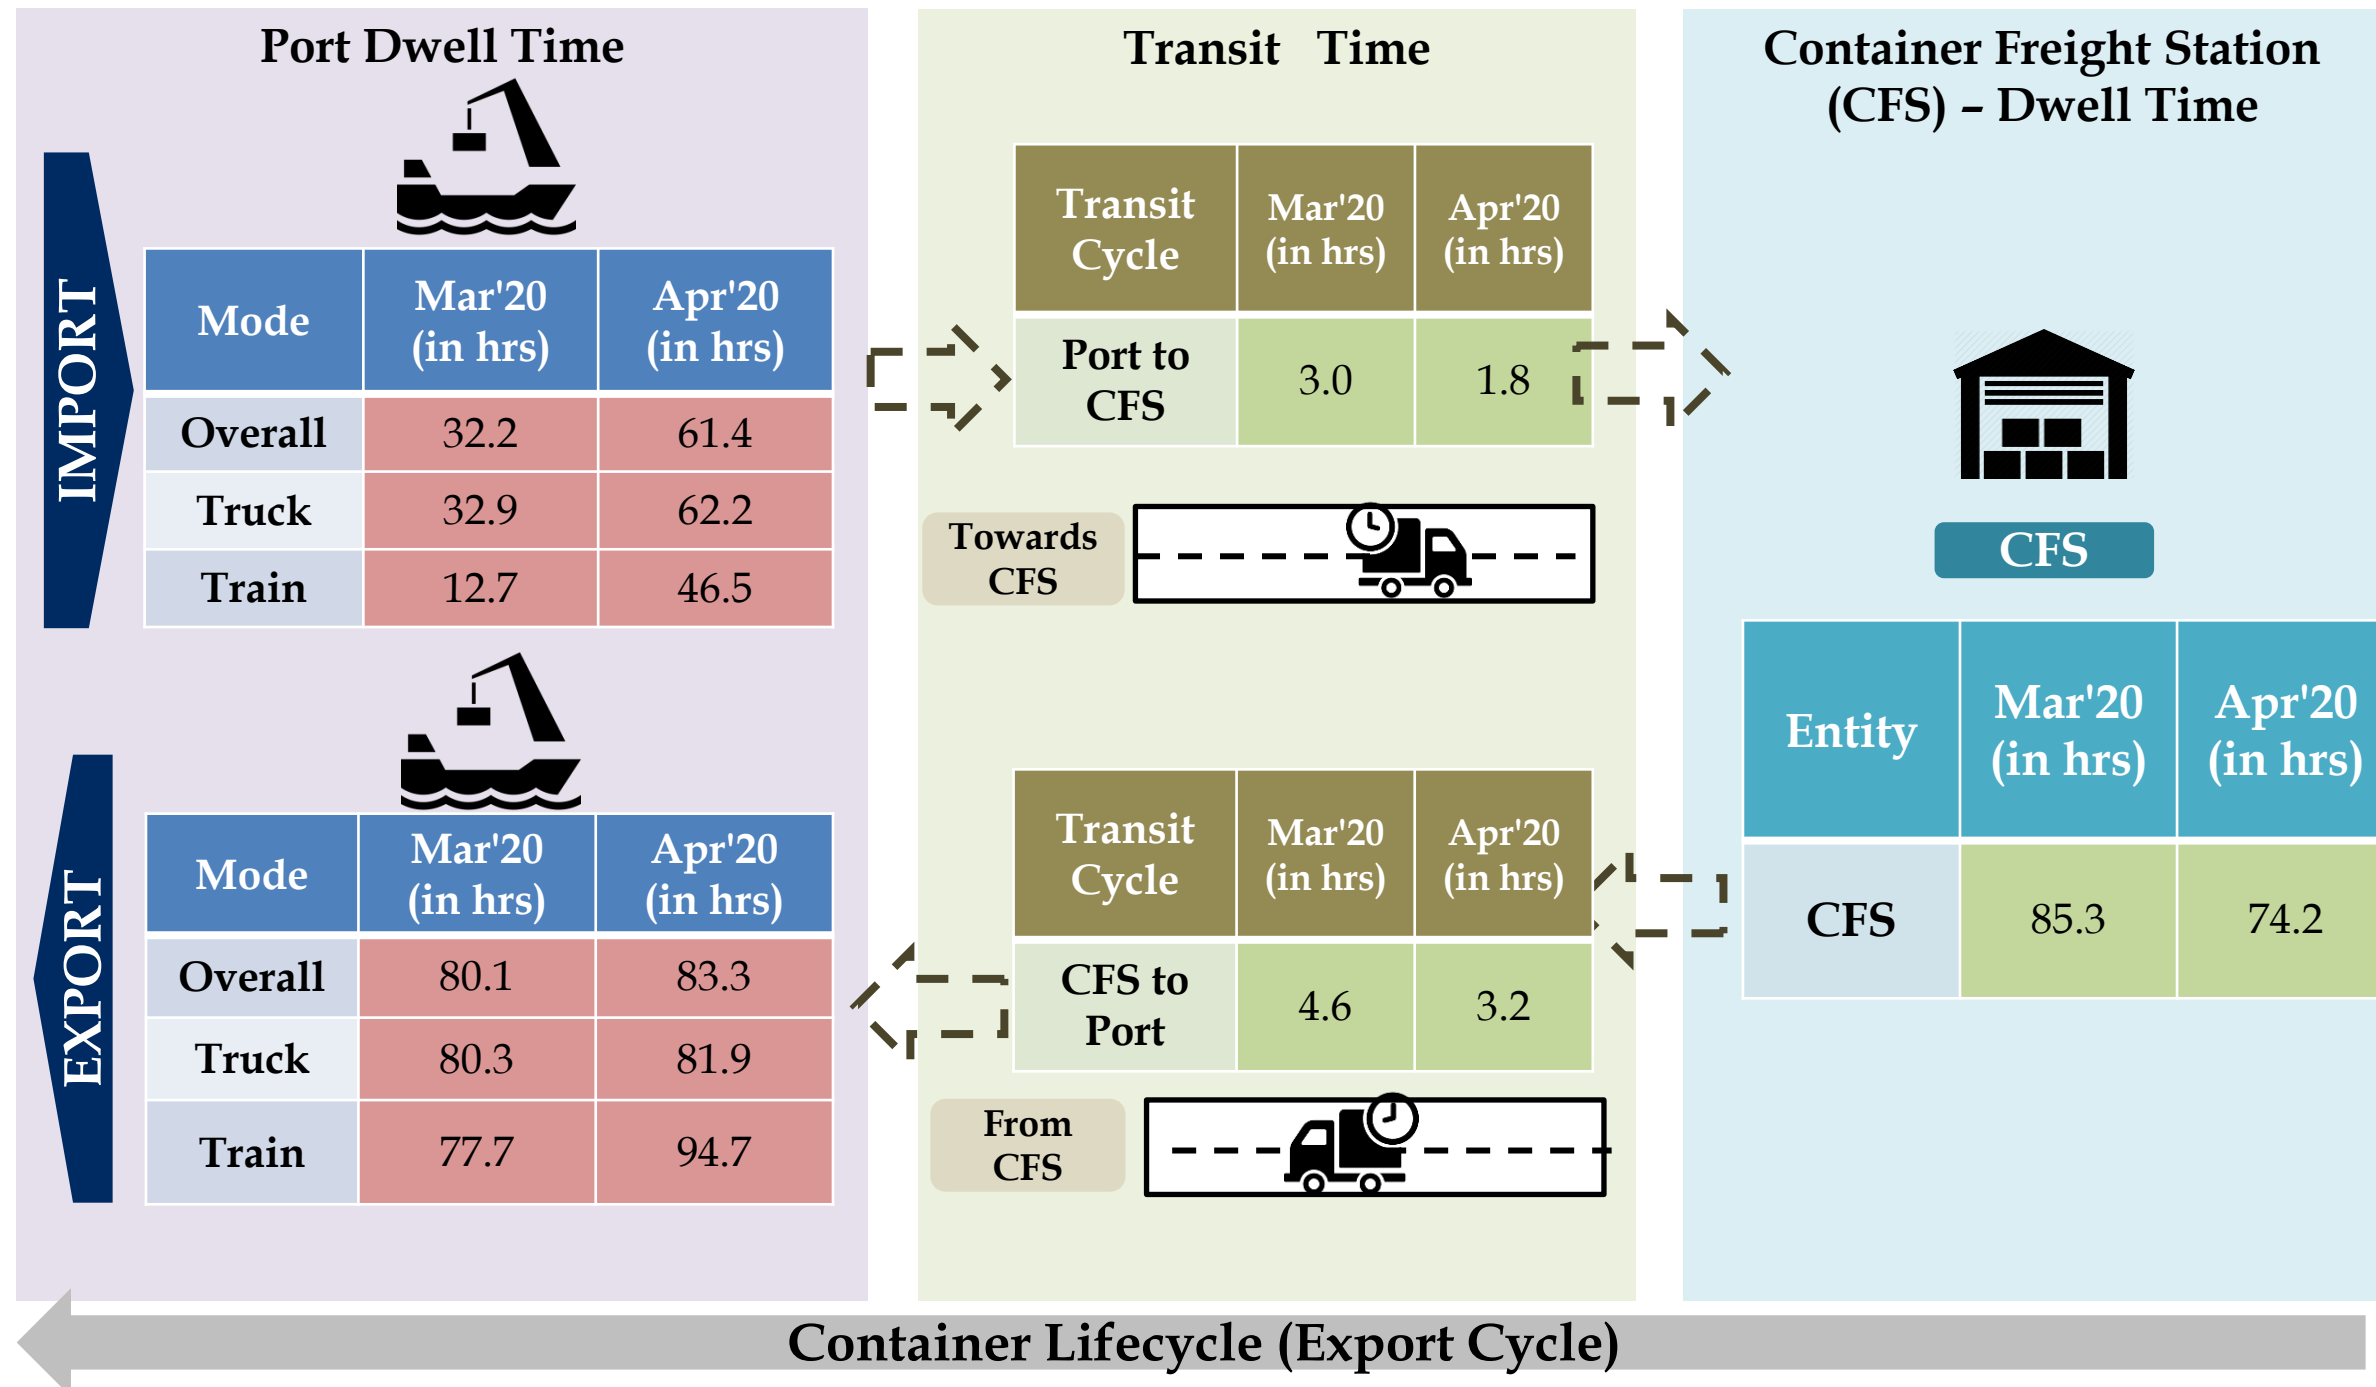 Port Dwell Time
IMPORT
Mode Mar'20 (in hrs) Apr'20 (in hrs)
Overall 32.2 61.4
Truck 32.9 62.2
Train 12.7 46.5
EXPORT
Mode Mar'20 (in hrs) Apr'20 (in hrs)
Overall 80.1 83.3
Truck 80.3 81.9
Train 77.7 94.7
Transit Time
Transit Cycle Mar'20 (in hrs) Apr'20 (in hrs)
Port to CFS 3.0 1.8
Towards
CFS
Transit Cycle Mar'20 (in hrs) Apr'20 (in hrs)
CFS to Port 4.6 3.2
From
CFS
Container Freight Station
(CFS) – Dwell Time
CFS
Entity Mar'20 (in hrs) Apr'20 (in hrs)
CFS 85.3 74.2
Container Lifecycle (Export Cycle)